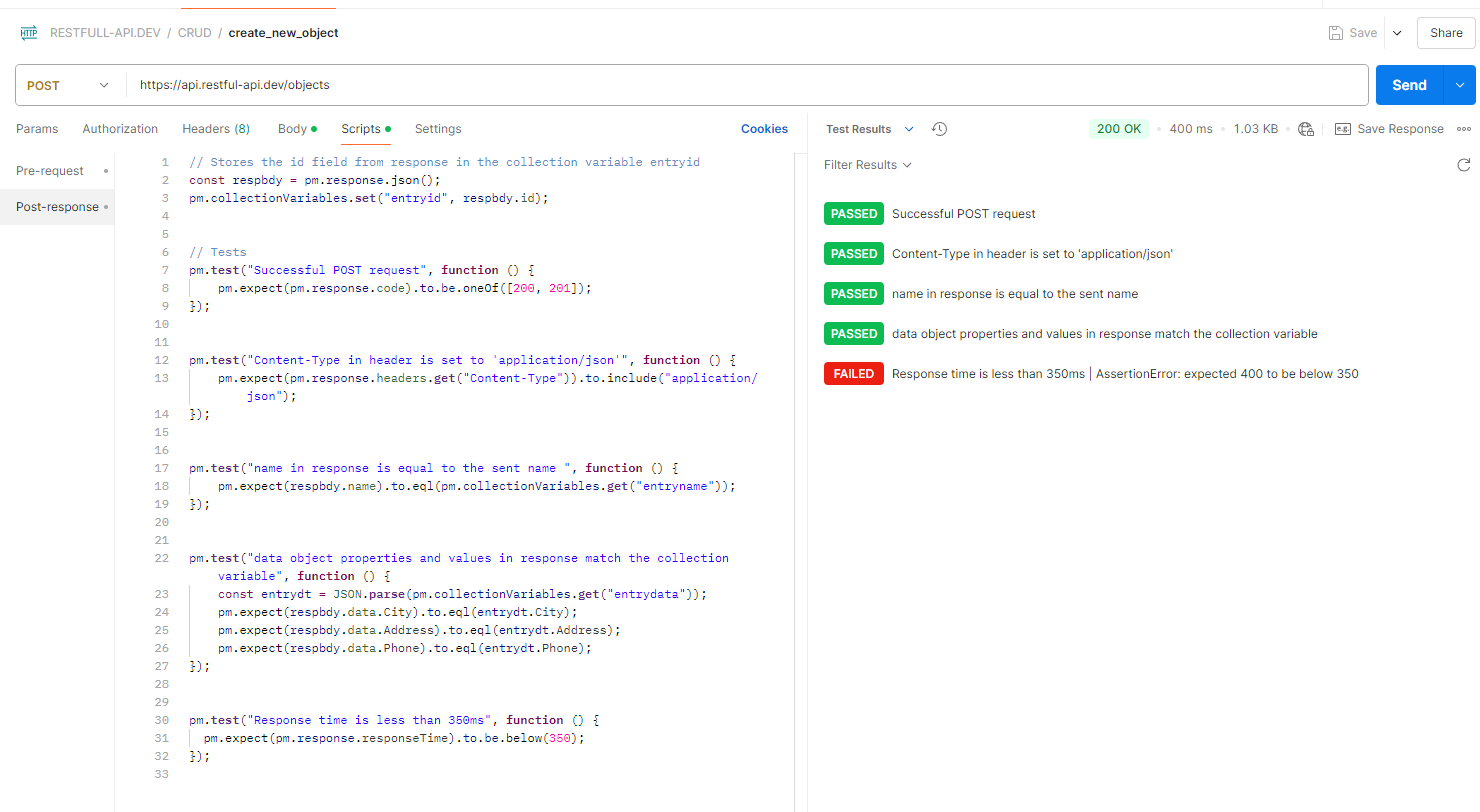 HTTP RESTFULL-API.DEV / CRUD / create_new_object
Save Share
POST https://api.restful-api.dev/objects Send
Params Authorization Headers (8) Body Scripts Settings Cookies
Pre-request
Post-response
1 // Stores the id field from response in the collection variable entryid
2 const respbdy = pm.response.json();
3 pm.collectionVariables.set("entryid", respbdy.id);
4
5
6 // Tests
7 pm.test("Successful POST request", function () {
8 pm.expect(pm.response.code).to.be.oneOf([200, 201]);
9 });
10
11
12 pm.test("Content-Type in header is set to 'application/json'", function () {
13 pm.expect(pm.response.headers.get("Content-Type")).to.include("application/
json");
14 });
15
16
17 pm.test("name in response is equal to the sent name ", function () {
18 pm.expect(respbdy.name).to.eql(pm.collectionVariables.get("entryname"));
19 });
20
21
22 pm.test("data object properties and values in response match the collection
variable", function () {
23 const entrydt = JSON.parse(pm.collectionVariables.get("entrydata"));
24 pm.expect(respbdy.data.City).to.eql(entrydt.City);
25 pm.expect(respbdy.data.Address).to.eql(entrydt.Address);
26 pm.expect(respbdy.data.Phone).to.eql(entrydt.Phone);
27 });
28
29
30 pm.test("Response time is less than 350ms", function () {
31 pm.expect(pm.response.responseTime).to.be.below(350);
32 });
33
Test Results 200 OK 400 ms 1.03 KB e.g. Save Response
Filter Results
PASSED Successful POST request
PASSED Content-Type in header is set to 'application/json'
PASSED name in response is equal to the sent name
PASSED data object properties and values in response match the collection variable
FAILED Response time is less than 350ms | AssertionError: expected 400 to be below 350